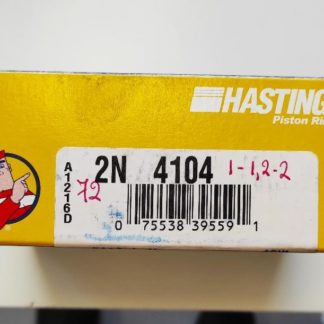 HASTING
Piston Ri
2N 4104 1-1,2-2
A1216D
72
0 75538 39559 1